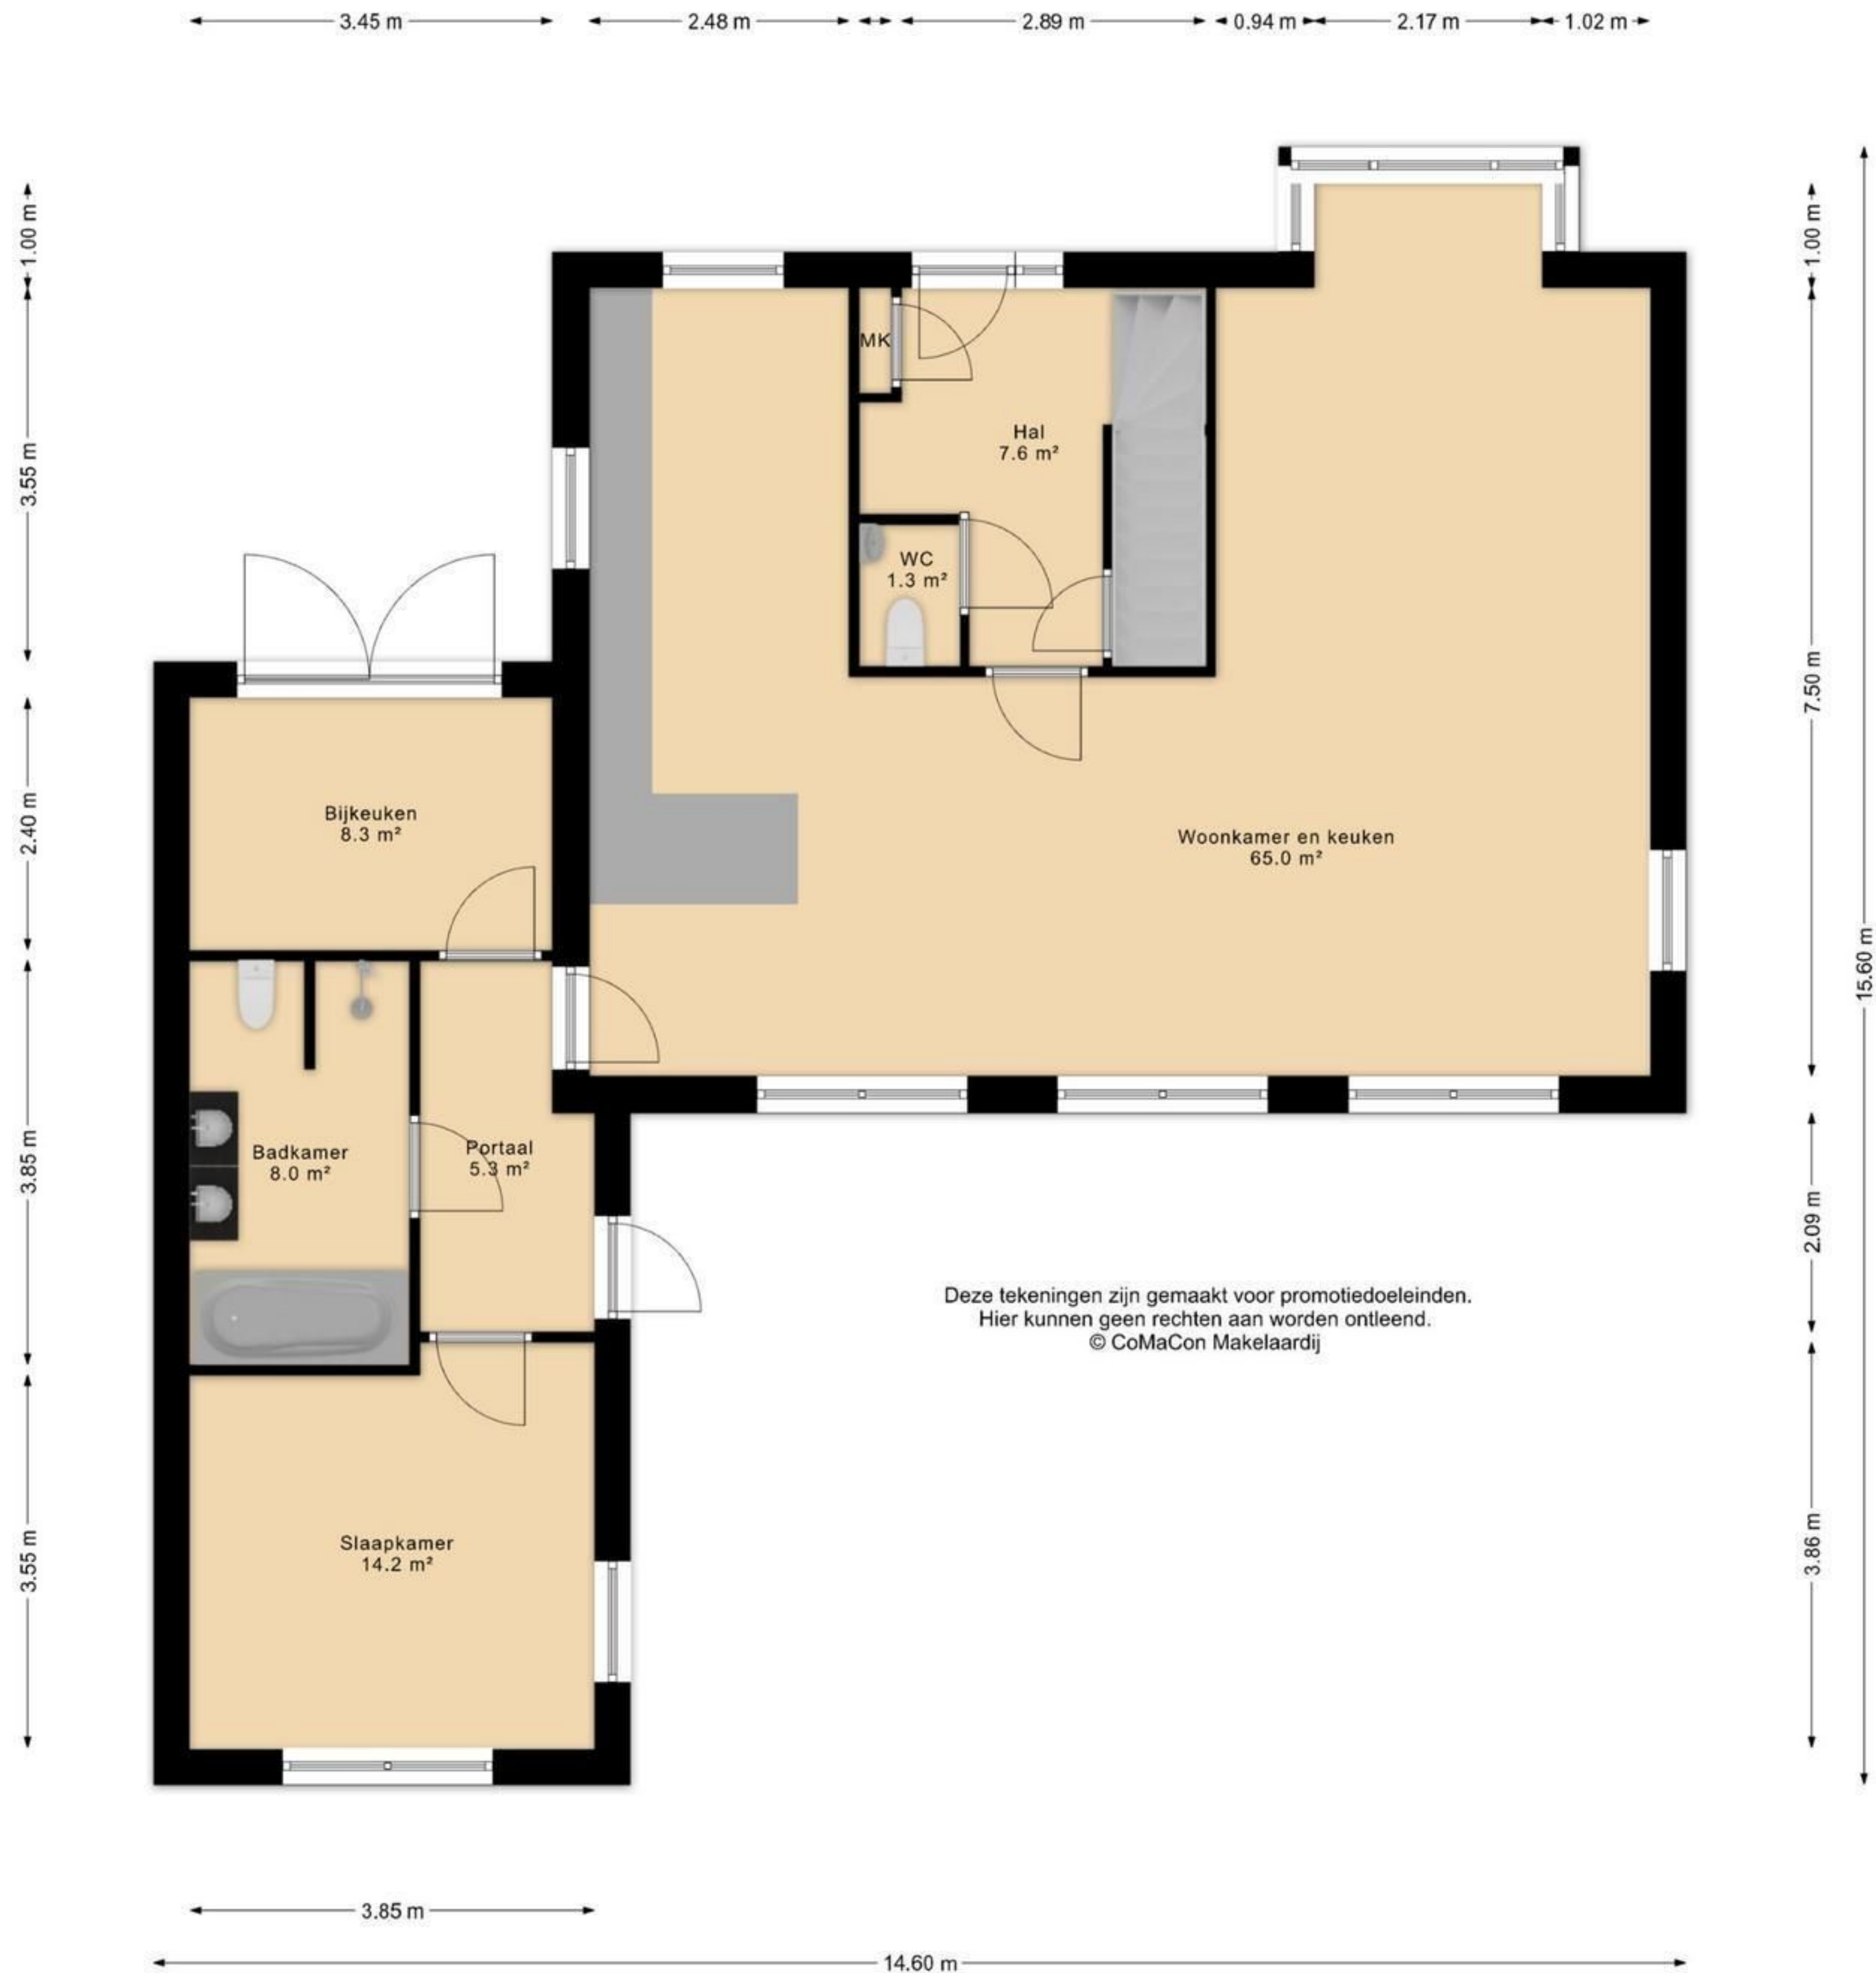 3.45 m
2.48 m
2.89 m
0.94 m
2.17 m
1.02 m
1.00 m
3.55 m
2.40 m
3.85 m
3.55 m
MK
Hal
7.6 m²
WC
1.3 m²
Bijkeuken
8.3 m²
Woonkamer en keuken
65.0 m²
Badkamer
8.0 m²
Portaal
5.3 m²
Slaapkamer
14.2 m²
Deze tekeningen zijn gemaakt voor promotiedoeleinden.
Hier kunnen geen rechten aan worden ontleend.
© CoMaCon Makelaardij
1.00 m
7.50 m
2.09 m
3.86 m
15.60 m
3.85 m
14.60 m